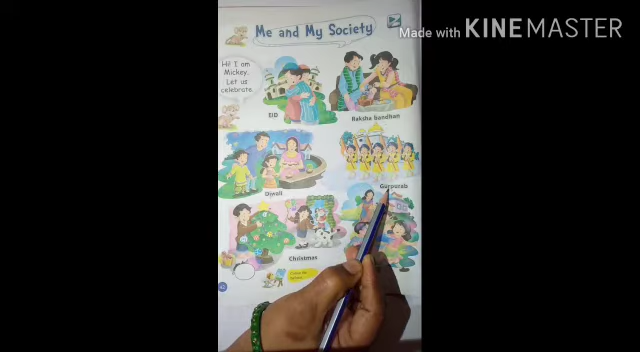 Made with KINEMASTER
Me and My Society
Hi! I am
Mickey.
Let us
celebrate.
EID
Raksha Bandhan
Diwali
Gurpurab
Christmas